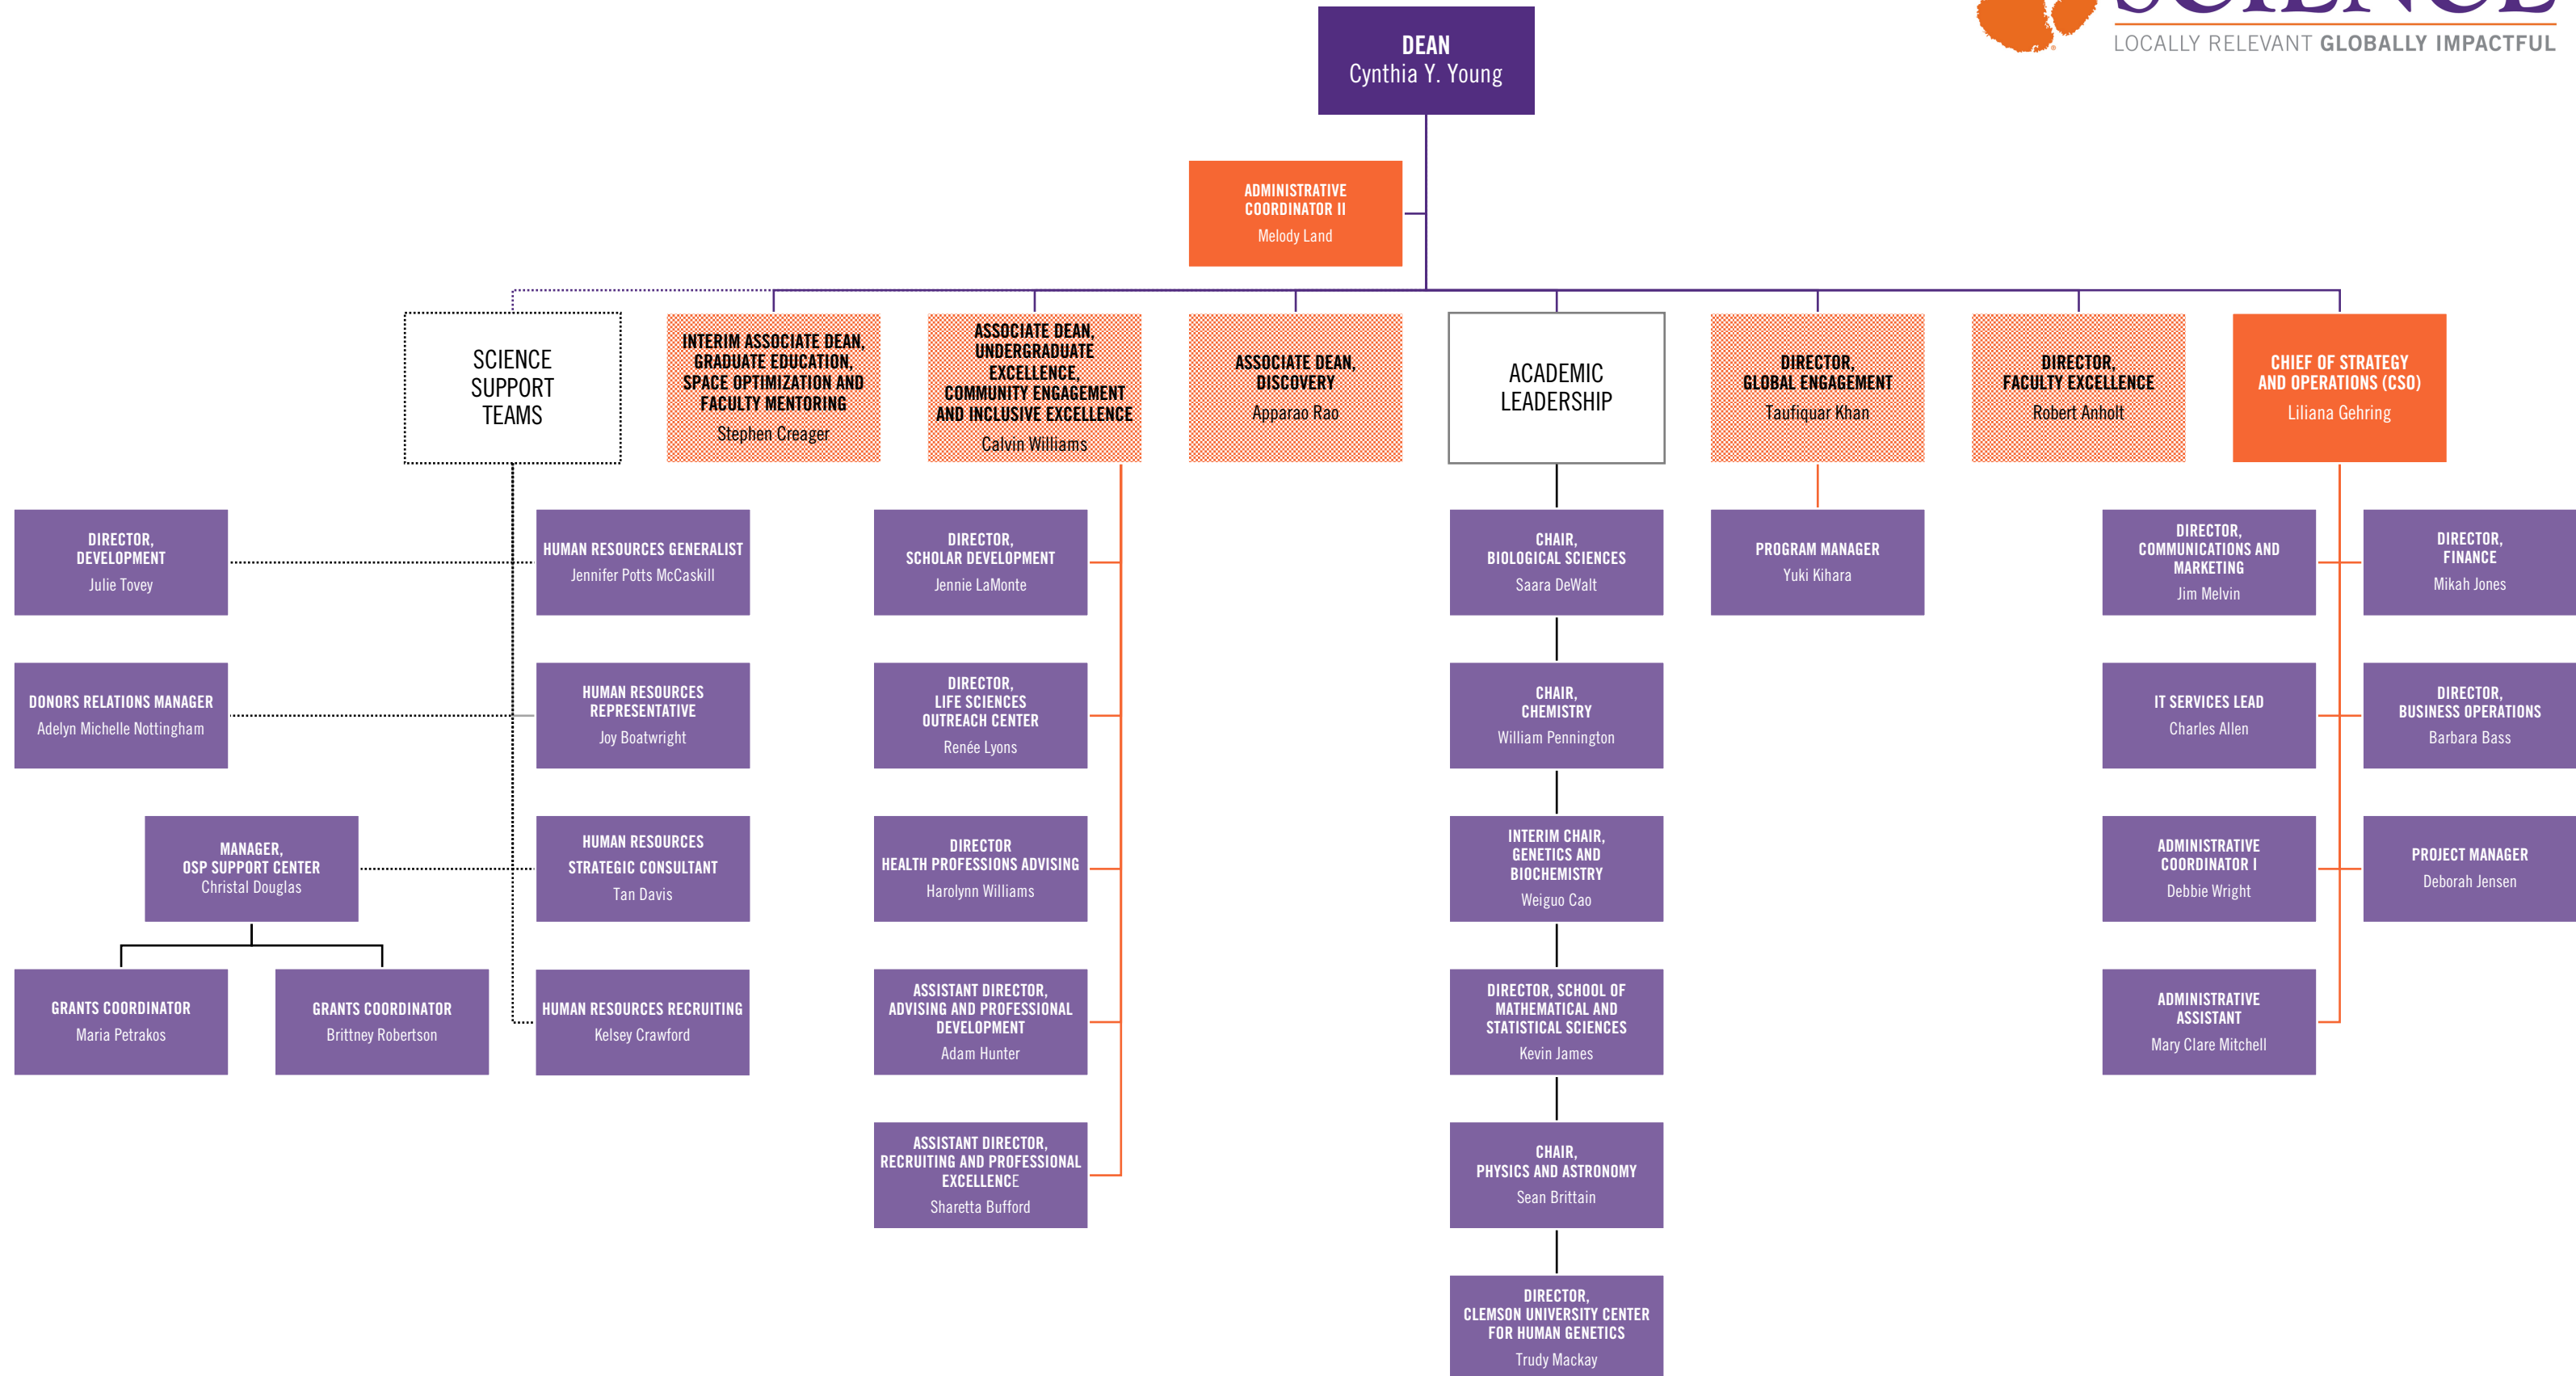 SCIENCE
LOCALLY RELEVANT GLOBALLY IMPACTFUL
DEAN
Cynthia Y. Young
ADMINISTRATIVE
COORDINATOR II
Melody Land
SCIENCE
SUPPORT
TEAMS
INTERIM ASSOCIATE DEAN,
GRADUATE EDUCATION,
SPACE OPTIMIZATION AND
FACULTY MENTORING
Stephen Creager
ASSOCIATE DEAN,
UNDERGRADUATE
EXCELLENCE,
COMMUNITY ENGAGEMENT
AND INCLUSIVE EXCELLENCE
Calvin Williams
ASSOCIATE DEAN,
DISCOVERY
Apparao Rao
ACADEMIC
LEADERSHIP
DIRECTOR,
GLOBAL ENGAGEMENT
Taufiquar Khan
DIRECTOR,
FACULTY EXCELLENCE
Robert Anholt
CHIEF OF STRATEGY
AND OPERATIONS (CSO)
Liliana Gehring
DIRECTOR,
DEVELOPMENT
Julie Tovey
HUMAN RESOURCES GENERALIST
Jennifer Potts McCaskill
DIRECTOR,
SCHOLAR DEVELOPMENT
Jennie LaMonte
CHAIR,
BIOLOGICAL SCIENCES
Saara DeWalt
PROGRAM MANAGER
Yuki Kihara
DIRECTOR,
COMMUNICATIONS AND
MARKETING
Jim Melvin
DIRECTOR,
FINANCE
Mikah Jones
DONORS RELATIONS MANAGER
Adelyn Michelle Nottingham
HUMAN RESOURCES
REPRESENTATIVE
Joy Boatwright
DIRECTOR,
LIFE SCIENCES
OUTREACH CENTER
Renée Lyons
CHAIR,
CHEMISTRY
William Pennington
IT SERVICES LEAD
Charles Allen
DIRECTOR,
BUSINESS OPERATIONS
Barbara Bass
MANAGER,
OSP SUPPORT CENTER
Christal Douglas
HUMAN RESOURCES
STRATEGIC CONSULTANT
Tan Davis
DIRECTOR
HEALTH PROFESSIONS ADVISING
Harolynn Williams
INTERIM CHAIR,
GENETICS AND
BIOCHEMISTRY
Weiguo Cao
ADMINISTRATIVE
COORDINATOR I
Debbie Wright
PROJECT MANAGER
Deborah Jensen
GRANTS COORDINATOR
Maria Petrakos
GRANTS COORDINATOR
Brittney Robertson
HUMAN RESOURCES RECRUITING
Kelsey Crawford
ASSISTANT DIRECTOR,
ADVISING AND PROFESSIONAL
DEVELOPMENT
Adam Hunter
DIRECTOR, SCHOOL OF
MATHEMATICAL AND
STATISTICAL SCIENCES
Kevin James
ADMINISTRATIVE
ASSISTANT
Mary Clare Mitchell
ASSISTANT DIRECTOR,
RECRUITING AND PROFESSIONAL
EXCELLENCE
Sharetta Bufford
CHAIR,
PHYSICS AND ASTRONOMY
Sean Brittain
DIRECTOR,
CLEMSON UNIVERSITY CENTER
FOR HUMAN GENETICS
Trudy Mackay